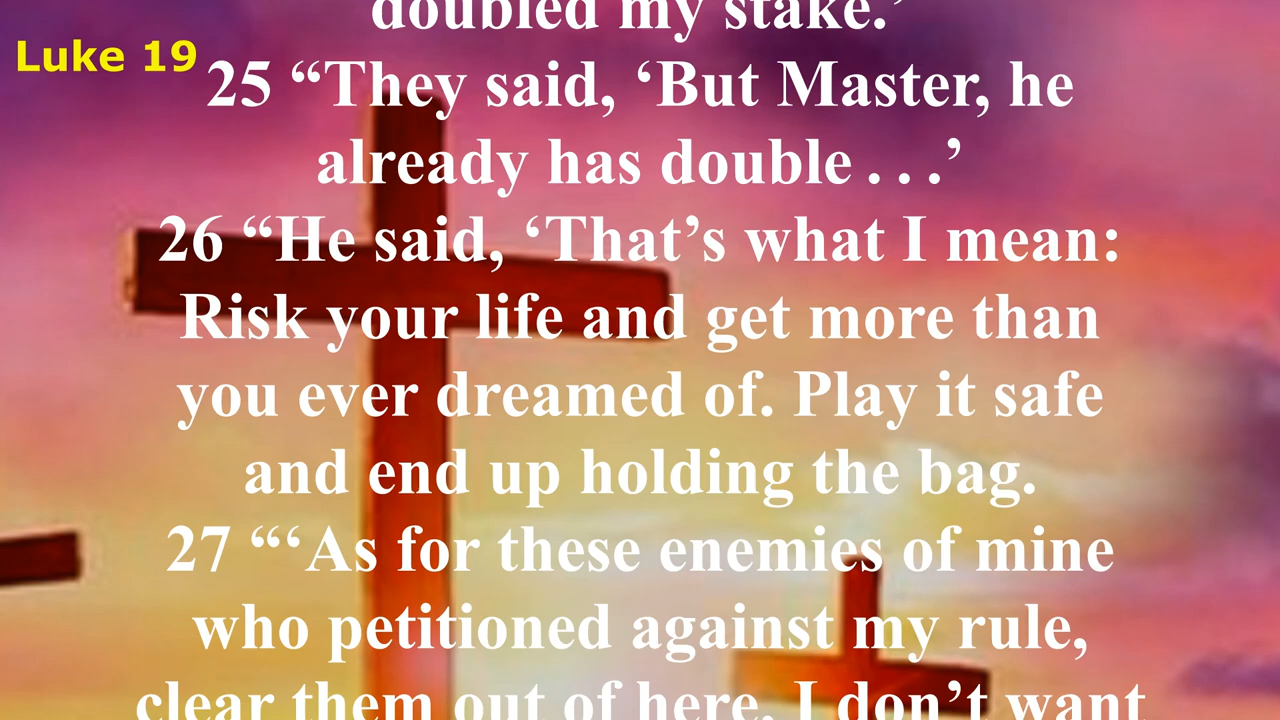 doubled my stake.’
Luke 19
25 “They said, ‘But Master, he
already has double . . .’
26 “He said, ‘That’s what I mean:
Risk your life and get more than
you ever dreamed of. Play it safe
and end up holding the bag.
27 “‘As for these enemies of mine
who petitioned against my rule,
clear them out of here. I don’t want